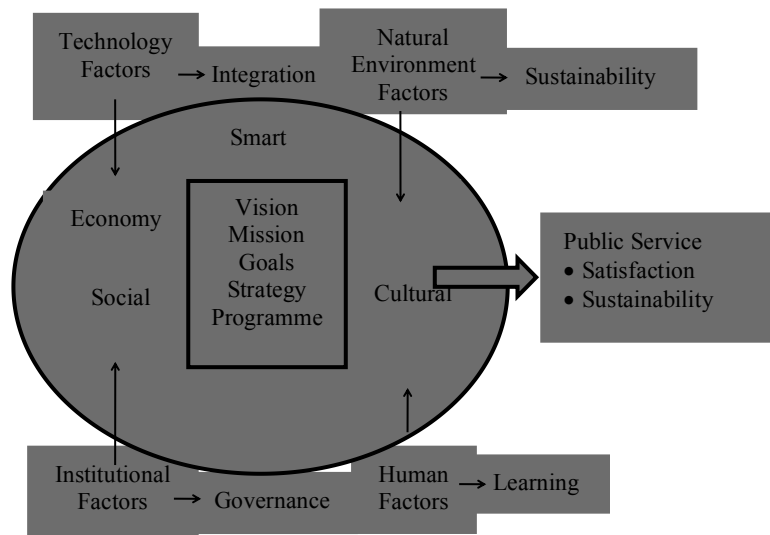 Technology
Factors
Integration
Natural
Environment
Factors
Sustainability
Smart
Economy
Social
Vision
Mission
Goals
Strategy
Programme
Cultural
Public Service
• Satisfaction
• Sustainability
Institutional
Factors
Governance
Human
Factors
Learning